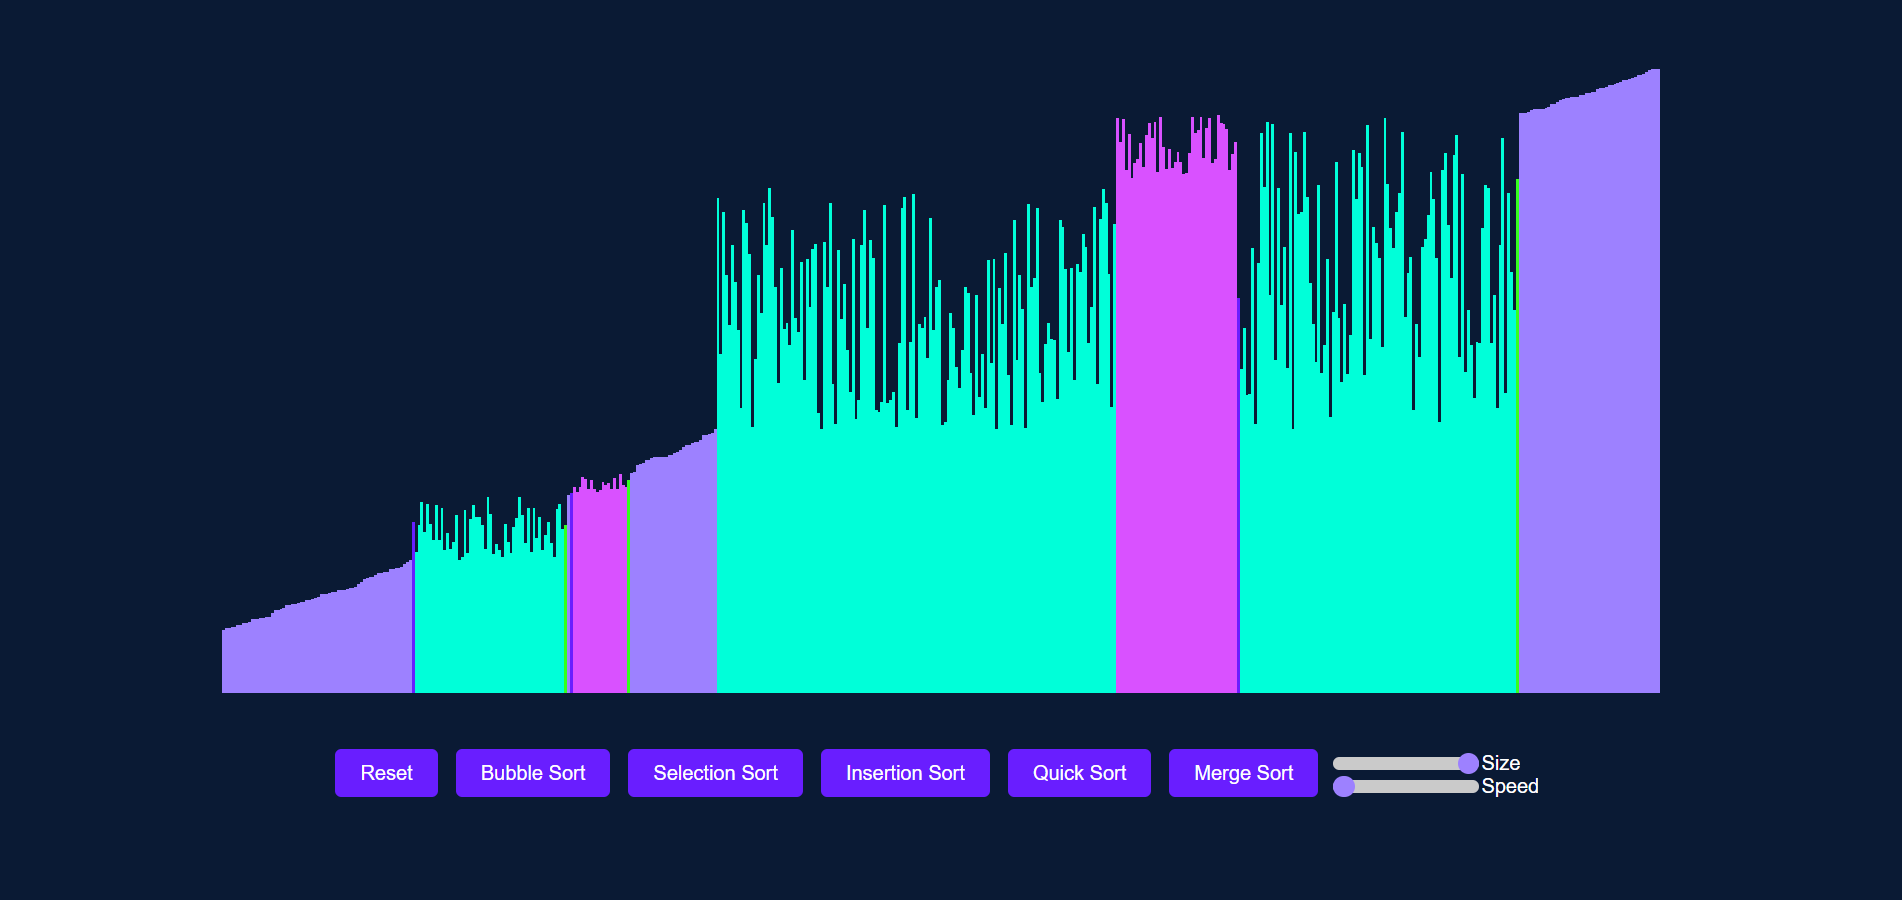 Reset
Bubble Sort
Selection Sort
Insertion Sort
Quick Sort
Merge Sort
Size
Speed